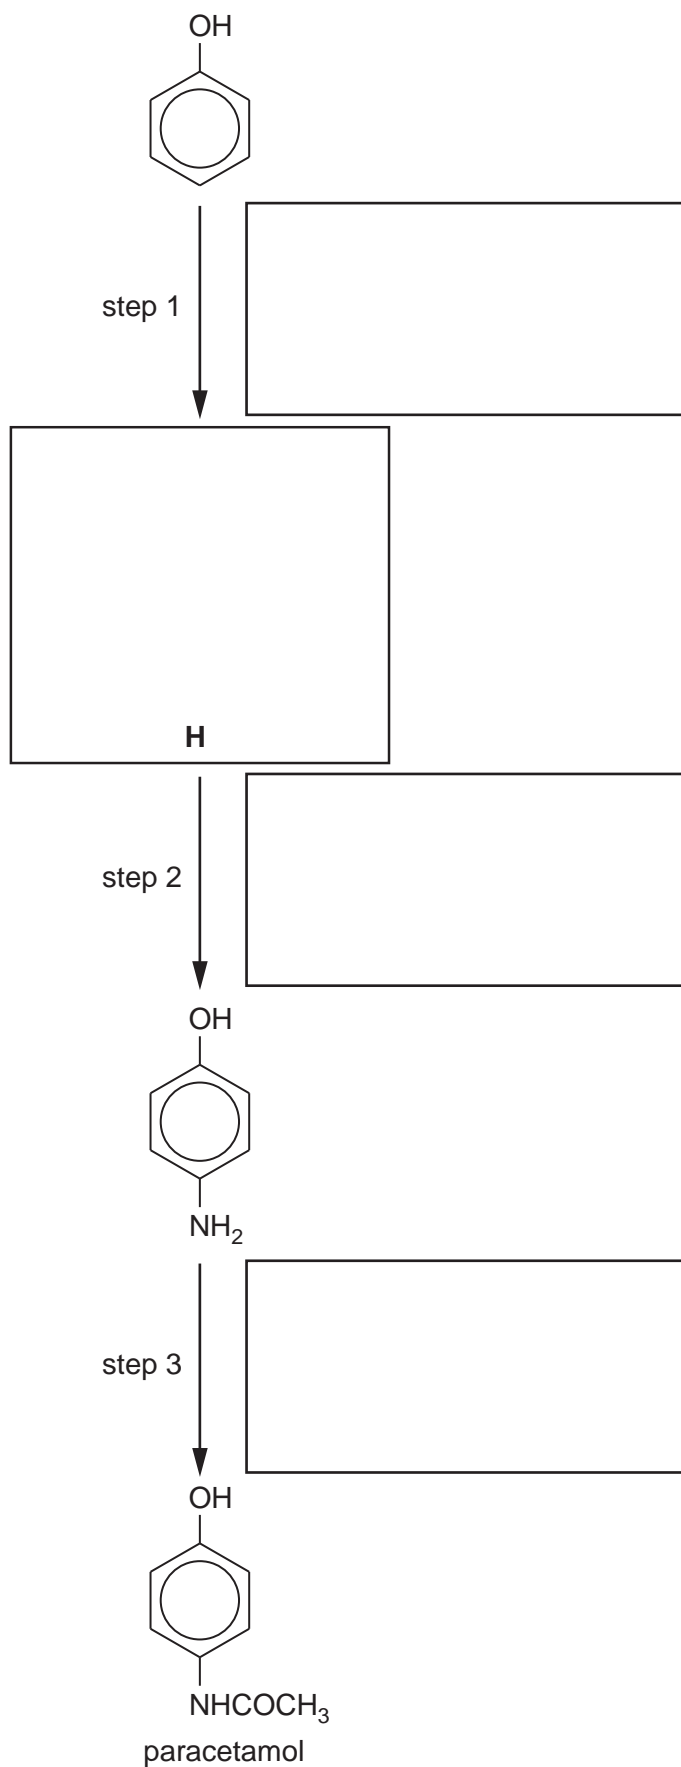 OH
step 1
H
step 2
OH
NH2
step 3
OH
NHCOCH3
paracetamol